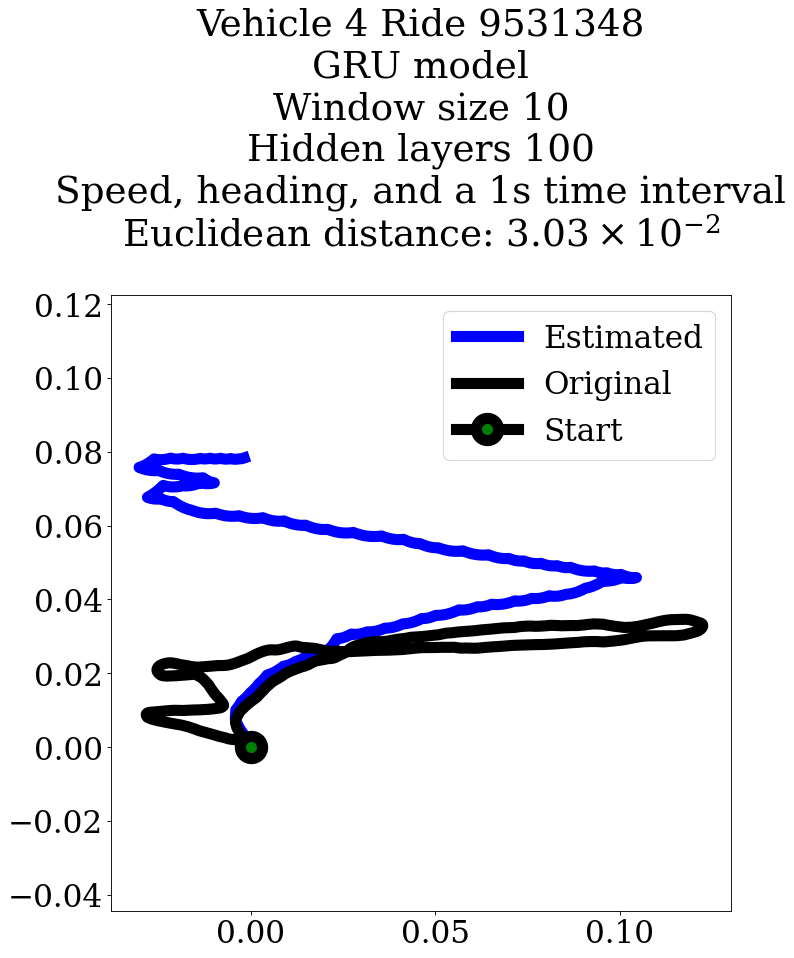 Vehicle 4 Ride 9531348
GRU model
Window size 10
Hidden layers 100
Speed, heading, and a 1s time interval
Euclidean distance: 3.03 × 10⁻²
0.12
0.10
0.08
0.06
0.04
0.02
0.00
−0.02
−0.04
Estimated
Original
Start
0.00 0.05 0.10